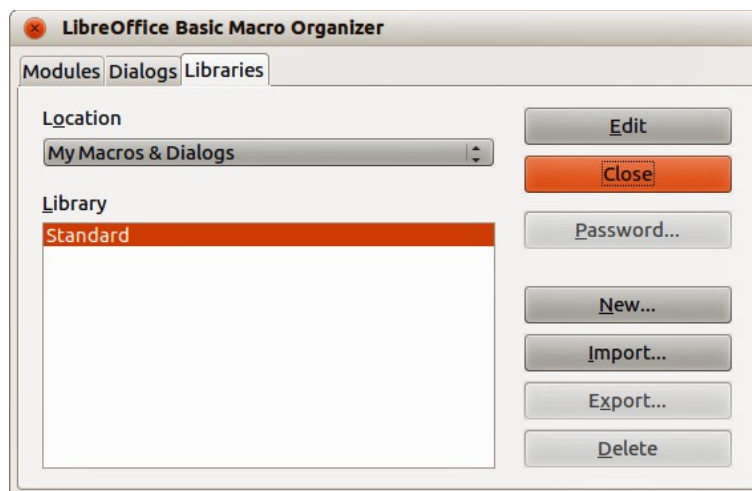 LibreOffice Basic Macro Organizer
Modules Dialogs Libraries
Location
My Macros & Dialogs
Library
Standard
Edit
Close
Password...
New...
Import...
Export...
Delete